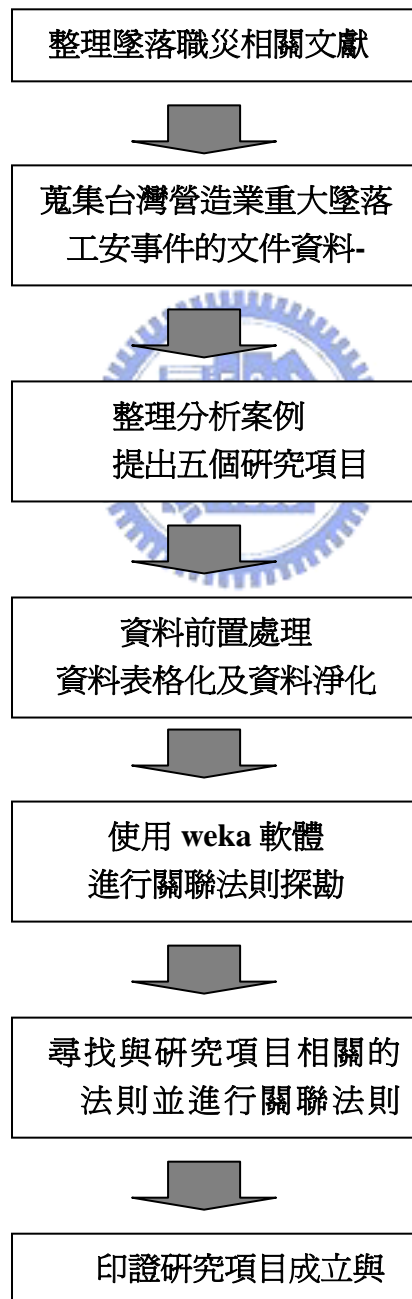 整理墜落職災相關文獻
蒐集台灣營造業重大墜落
工安事件的文件資料-
整理分析案例
提出五個研究項目
資料前置處理
資料表格化及資料淨化
使用 weka 軟體
進行關聯法則探勘
尋找與研究項目相關的
法則並進行關聯法則
印證研究項目成立與